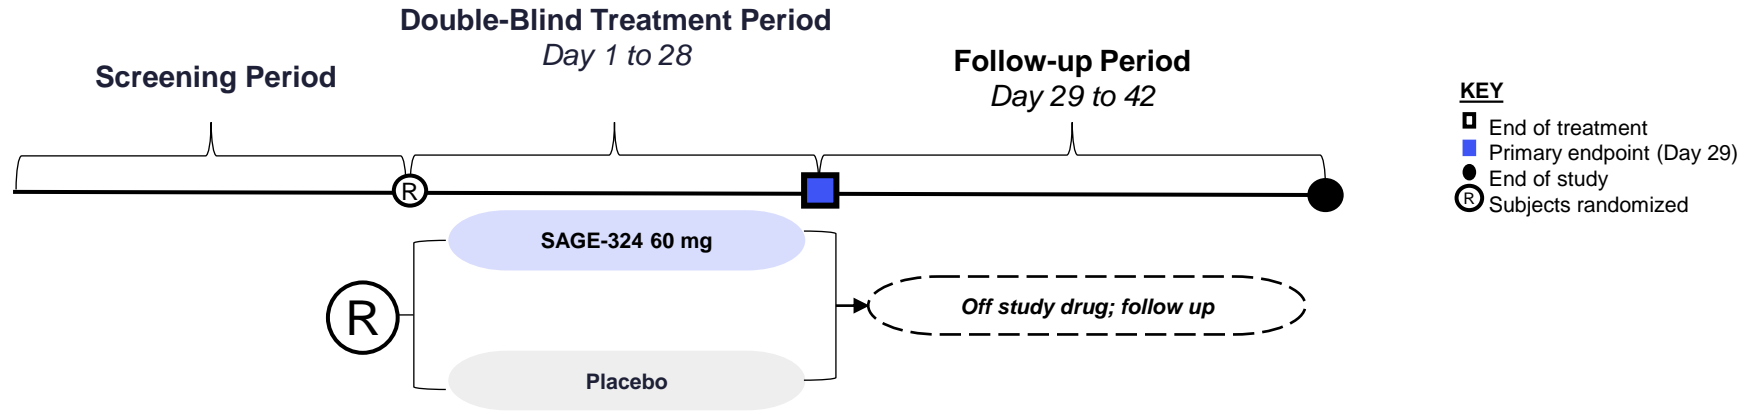 Double-Blind Treatment Period
Day 1 to 28
Screening Period
Follow-up Period
Day 29 to 42
KEY
End of treatment
Primary endpoint (Day 29)
End of study
R Subjects randomized
R
SAGE-324 60 mg
R
Off study drug; follow up
Placebo